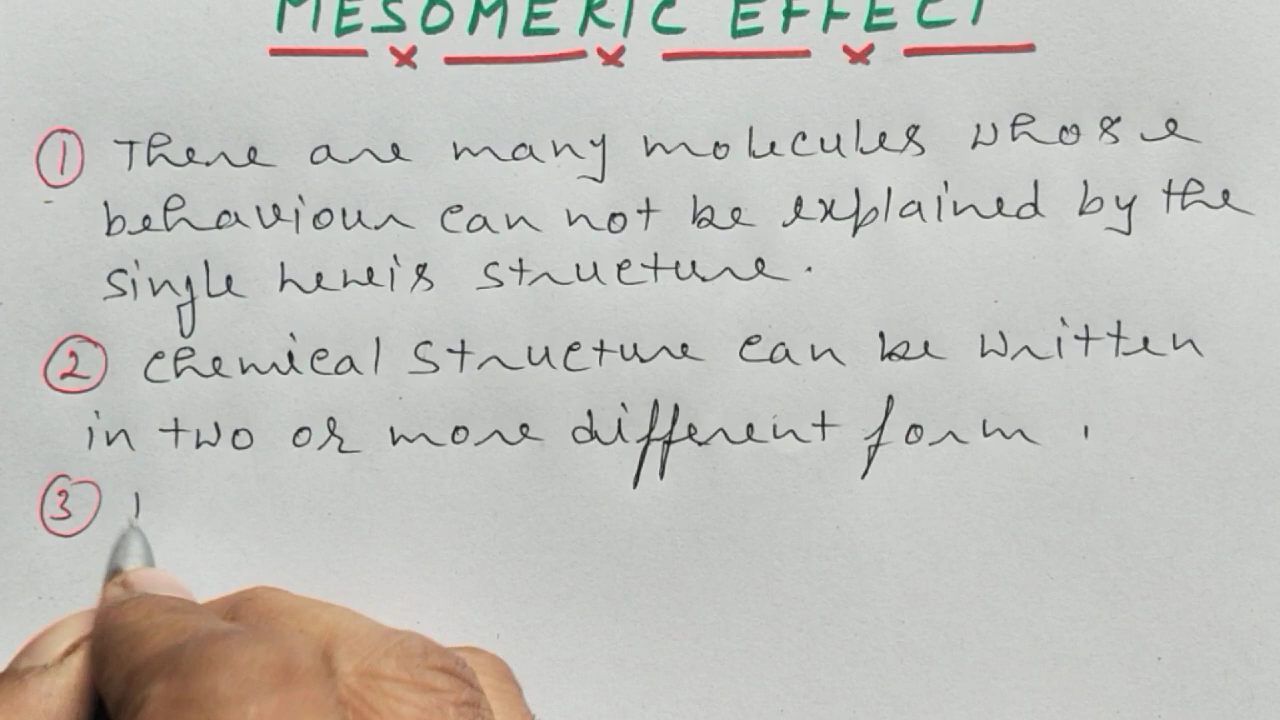 MESOMERIC EFFECT
① There are many molecules whose
behaviour can not be explained by the
single lewis structure.
② Chemical structure can be written
in two or more different form.
③